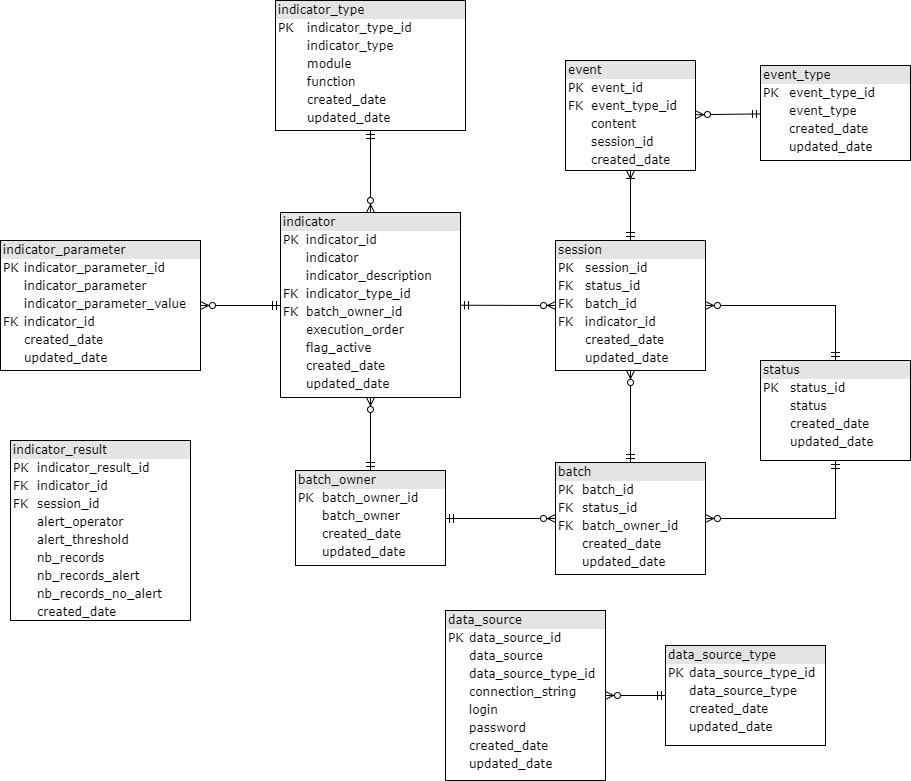 indicator_type
PK indicator_type_id
indicator_type
module
function
created_date
updated_date
event
PK event_id
FK event_type_id
content
session_id
created_date
event_type
PK event_type_id
event_type
created_date
updated_date
indicator_parameter
PK indicator_parameter_id
indicator_parameter
indicator_parameter_value
FK indicator_id
created_date
updated_date
indicator
PK indicator_id
indicator
indicator_description
FK indicator_type_id
FK batch_owner_id
execution_order
flag_active
created_date
updated_date
session
PK session_id
FK status_id
FK batch_id
FK indicator_id
created_date
updated_date
status
PK status_id
status
created_date
updated_date
indicator_result
PK indicator_result_id
FK indicator_id
FK session_id
alert_operator
alert_threshold
nb_records
nb_records_alert
nb_records_no_alert
created_date
batch_owner
PK batch_owner_id
batch_owner
created_date
updated_date
batch
PK batch_id
FK status_id
FK batch_owner_id
created_date
updated_date
data_source
PK data_source_id
data_source
data_source_type_id
connection_string
login
password
created_date
updated_date
data_source_type
PK data_source_type_id
data_source_type
created_date
updated_date